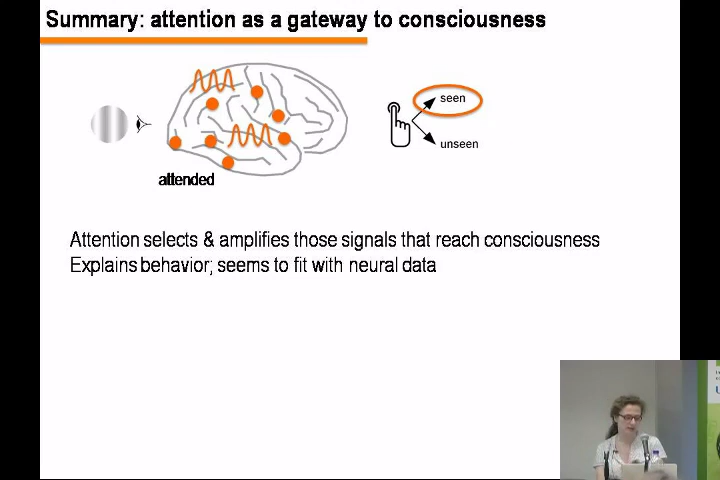 Summary: attention as a gateway to consciousness
seen
unseen
attended
Attention selects & amplifies those signals that reach consciousness
Explains behavior; seems to fit with neural data